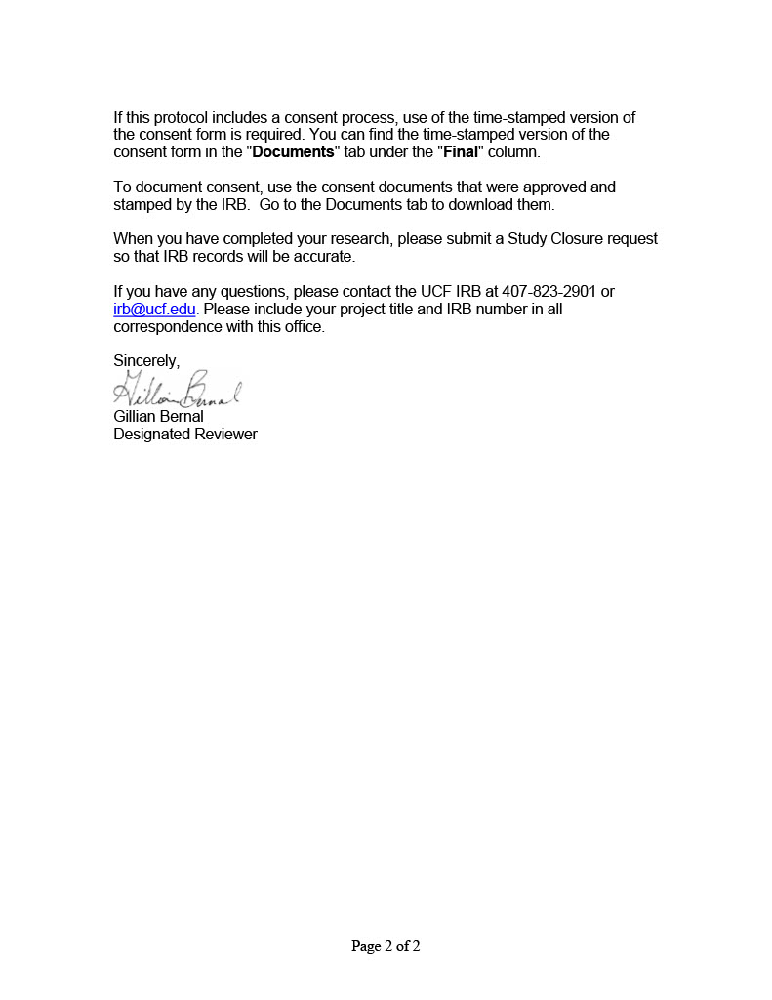 If this protocol includes a consent process, use of the time-stamped version of
the consent form is required. You can find the time-stamped version of the
consent form in the "Documents" tab under the "Final" column.
To document consent, use the consent documents that were approved and
stamped by the IRB.  Go to the Documents tab to download them.
When you have completed your research, please submit a Study Closure request
so that IRB records will be accurate.
If you have any questions, please contact the UCF IRB at 407-823-2901 or
irb@ucf.edu. Please include your project title and IRB number in all
correspondence with this office.
Sincerely,
Gillian Bernal
Gillian Bernal
Designated Reviewer
Page 2 of 2